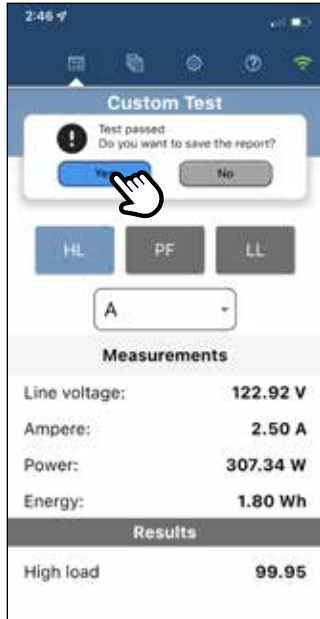 2:46
Custom Test
Test passed
Do you want to save the report?
Yes No
HL PF LL
A
Measurements
Line voltage: 122.92 V
Ampere: 2.50 A
Power: 307.34 W
Energy: 1.80 Wh
Results
High load 99.95